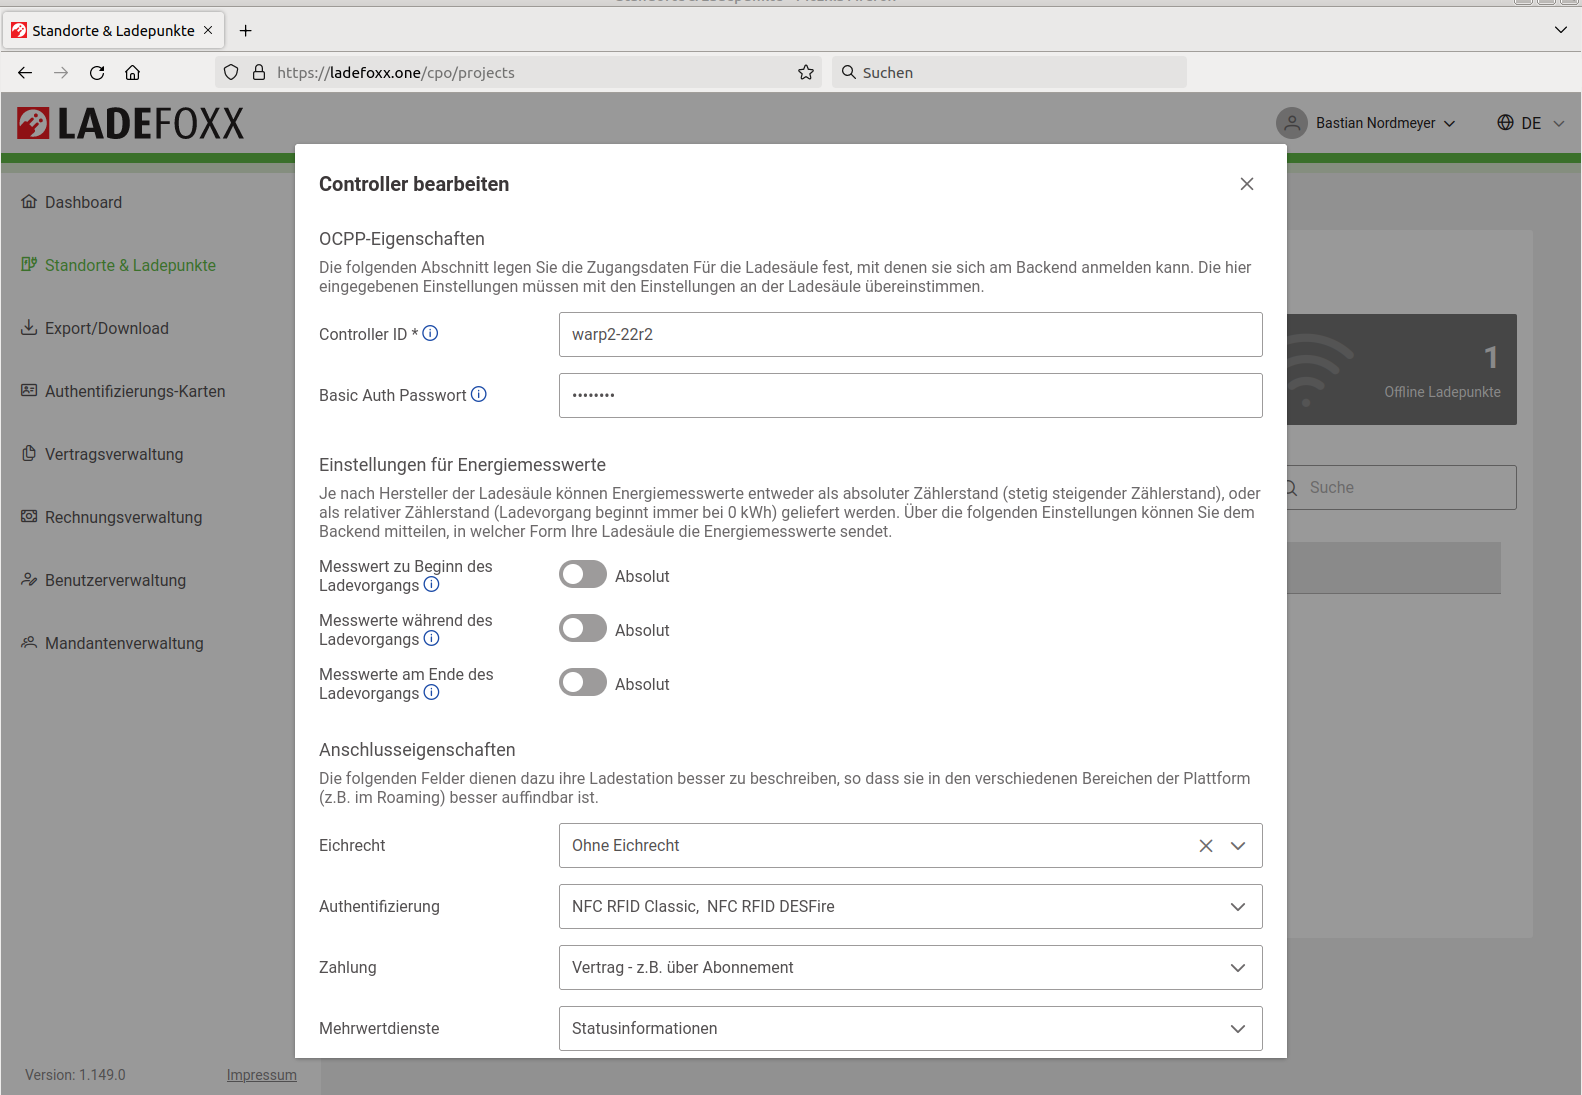 Standorte & Ladepunkte
https://ladefoxx.one/cpo/projects
Suchen
LADEFOXX
Bastian Nordmeyer
DE
Dashboard
Standorte & Ladepunkte
Export/Download
Authentifizierungs-Karten
Vertragsverwaltung
Rechnungsverwaltung
Benutzerverwaltung
Mandantenverwaltung
Version: 1.149.0
Impressum
Controller bearbeiten
OCPP-Eigenschaften
Die folgenden Abschnitt legen Sie die Zugangsdaten Für die Ladesäule fest, mit denen sie sich am Backend anmelden kann. Die hier
eingegebenen Einstellungen müssen mit den Einstellungen an der Ladesäule übereinstimmen.
Controller ID *
warp2-22r2
Basic Auth Passwort
••••••••
Einstellungen für Energiemesswerte
Je nach Hersteller der Ladesäule können Energiemesswerte entweder als absoluter Zählerstand (stetig steigender Zählerstand), oder
als relativer Zählerstand (Ladevorgang beginnt immer bei 0 kWh) geliefert werden. Über die folgenden Einstellungen können Sie dem
Backend mitteilen, in welcher Form Ihre Ladesäule die Energiemesswerte sendet.
Messwert zu Beginn des
Ladevorgangs
Absolut
Messwerte während des
Ladevorgangs
Absolut
Messwerte am Ende des
Ladevorgangs
Absolut
Anschlusseigenschaften
Die folgenden Felder dienen dazu ihre Ladestation besser zu beschreiben, so dass sie in den verschiedenen Bereichen der Plattform
(z.B. im Roaming) besser auffindbar ist.
Eichrecht
Ohne Eichrecht
Authentifizierung
NFC RFID Classic, NFC RFID DESFire
Zahlung
Vertrag - z.B. über Abonnement
Mehrwertdienste
Statusinformationen
1
Offline Ladepunkte
Suche